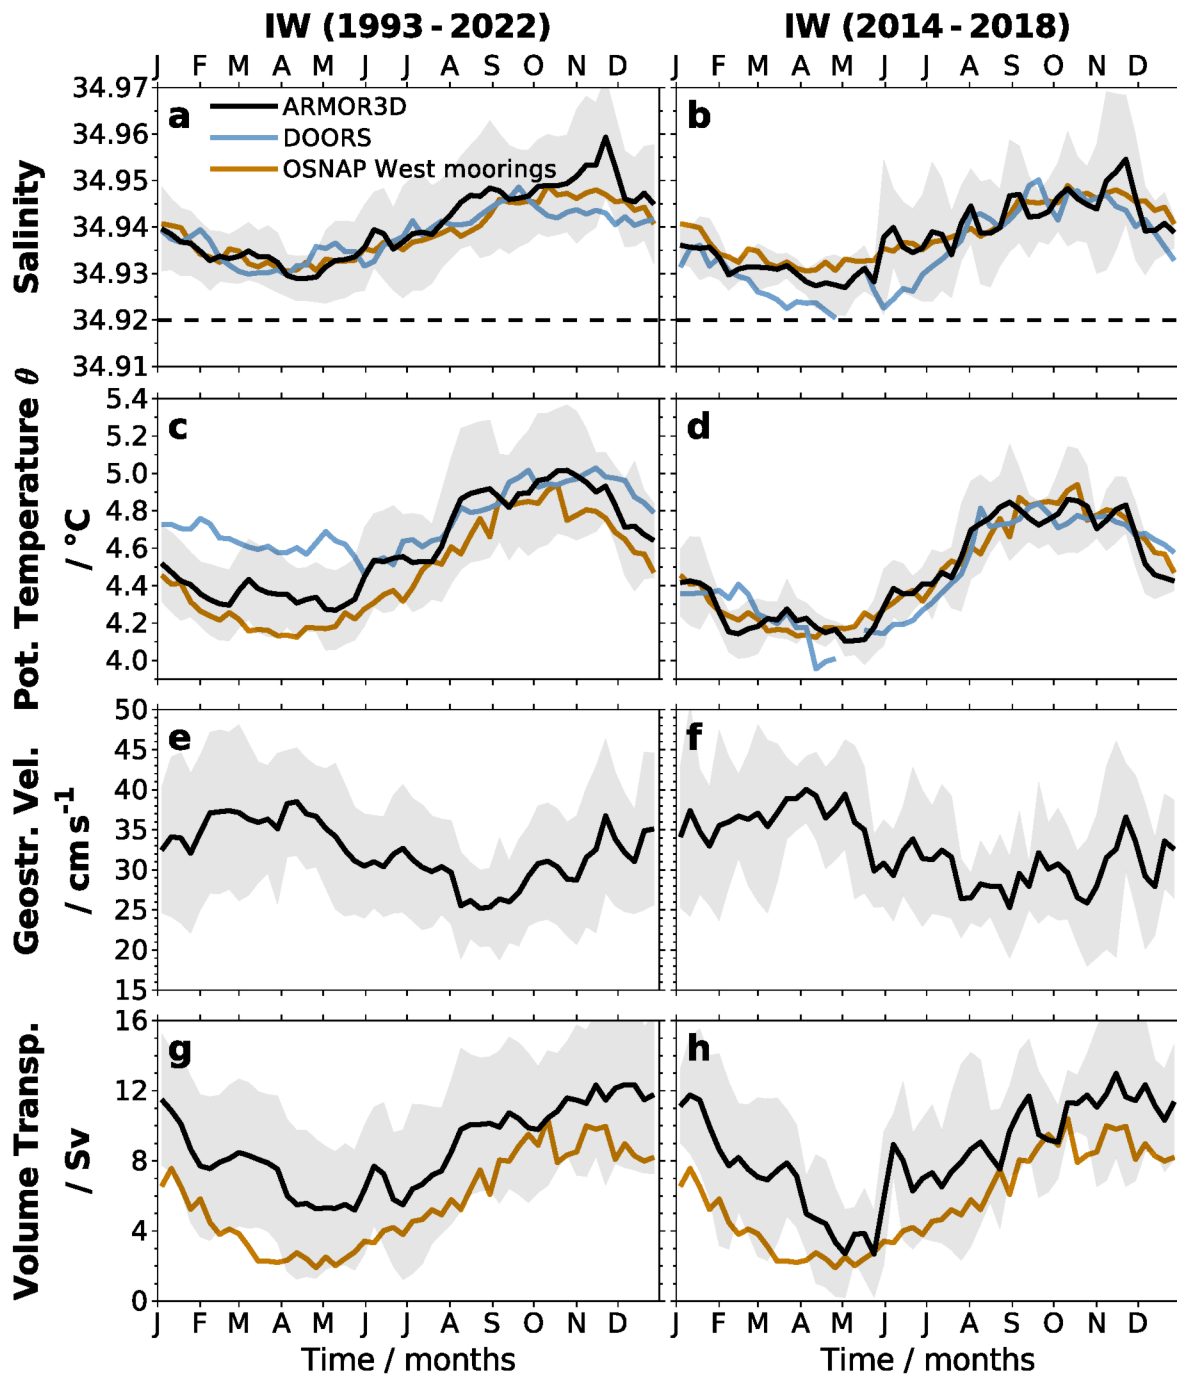 IW (1993 - 2022)
IW (2014 - 2018)
J F M A M J J A S O N D
J F M A M J J A S O N D
Salinity
34.97
34.96
34.95
34.94
34.93
34.92
34.91
a
ARMOR3D
DOORS
OSNAP West moorings
b
Pot. Temperature θ
/ °C
5.4
5.2
5.0
4.8
4.6
4.4
4.2
4.0
c
d
Geostr. Vel.
/ cm s⁻¹
50
45
40
35
30
25
20
15
e
f
Volume Transp.
/ Sv
16
12
8
4
0
g
h
J F M A M J J A S O N D
J F M A M J J A S O N D
Time / months
Time / months